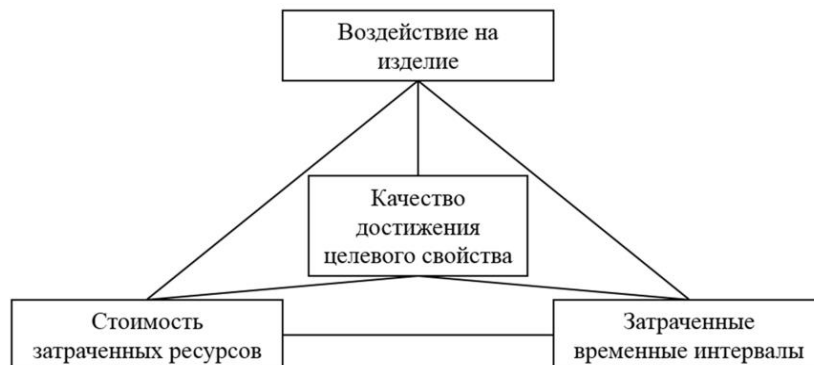 Воздействие на
изделие
Качество
достижения
целевого свойства
Стоимость
затраченных ресурсов
Затраченные
временные интервалы